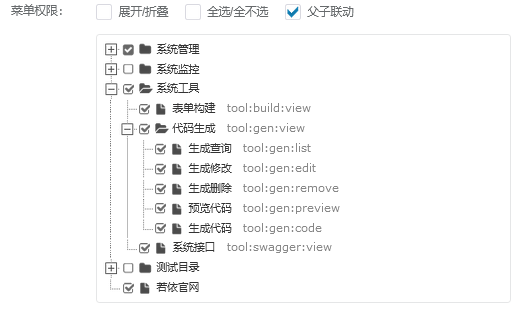 菜单权限: 展开/折叠 全选/全不选 父子联动
系统管理
系统监控
系统工具
表单构建 tool:build:view
代码生成 tool:gen:view
生成查询 tool:gen:list
生成修改 tool:gen:edit
生成删除 tool:gen:remove
预览代码 tool:gen:preview
生成代码 tool:gen:code
系统接口 tool:swagger:view
测试目录
若依官网